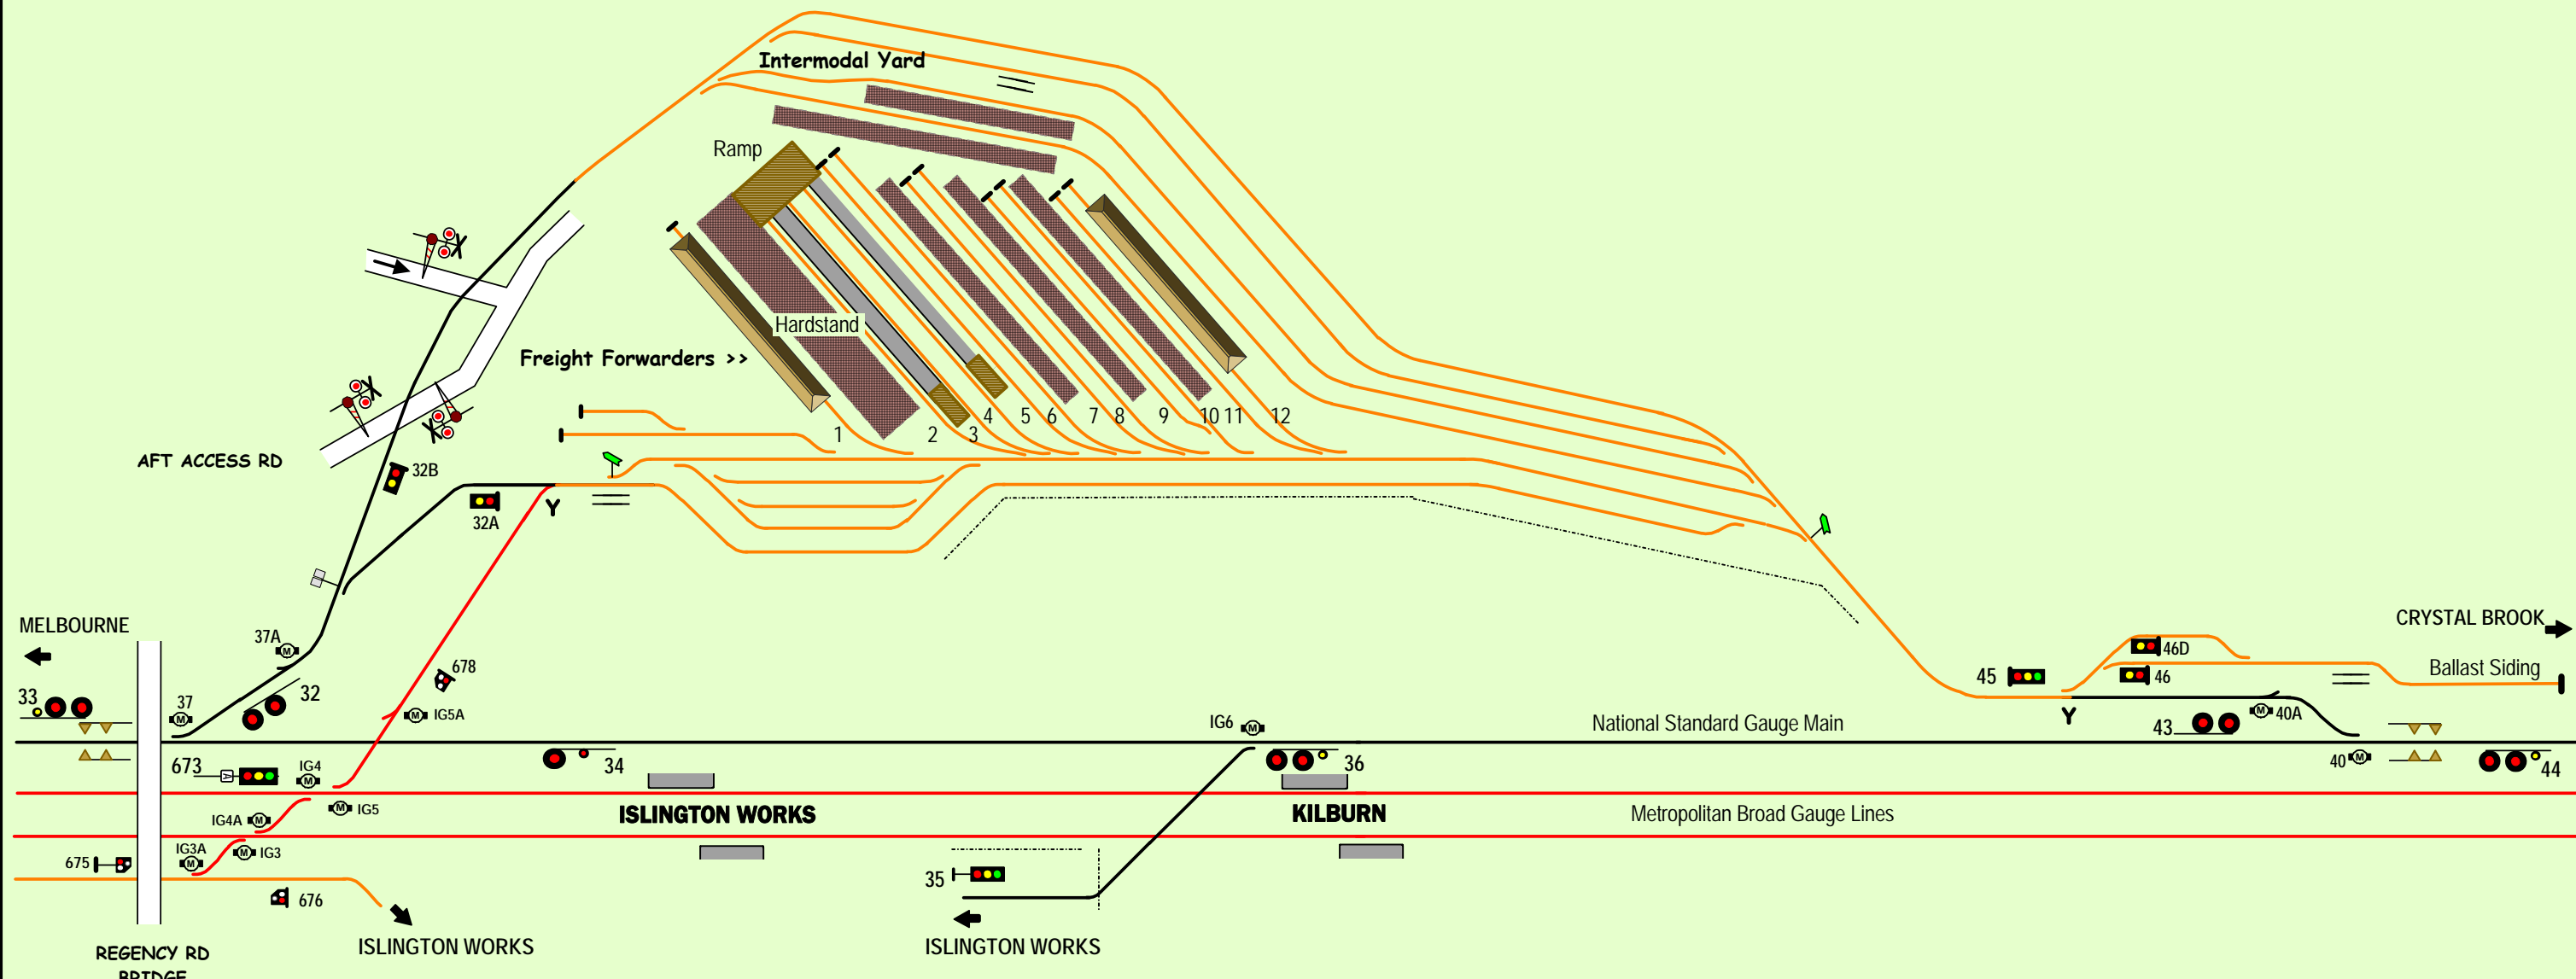 Intermodal Yard
Ramp
Hardstand
Freight Forwarders >>
1
2
3
4
5
6
7
8
9
10
11
12
AFT ACCESS RD
32B
32A
Y
MELBOURNE
CRYSTAL BROOK
37A
678
33
37
32
IG5A
45
46D
46
Ballast Siding
Y
IG6
National Standard Gauge Main
43
40A
673
A
IG4
34
36
40
44
IG5
IG4A
ISLINGTON WORKS
KILBURN
Metropolitan Broad Gauge Lines
675
IG3A
IG3
35
676
ISLINGTON WORKS
ISLINGTON WORKS
REGENCY RD
BRIDGE